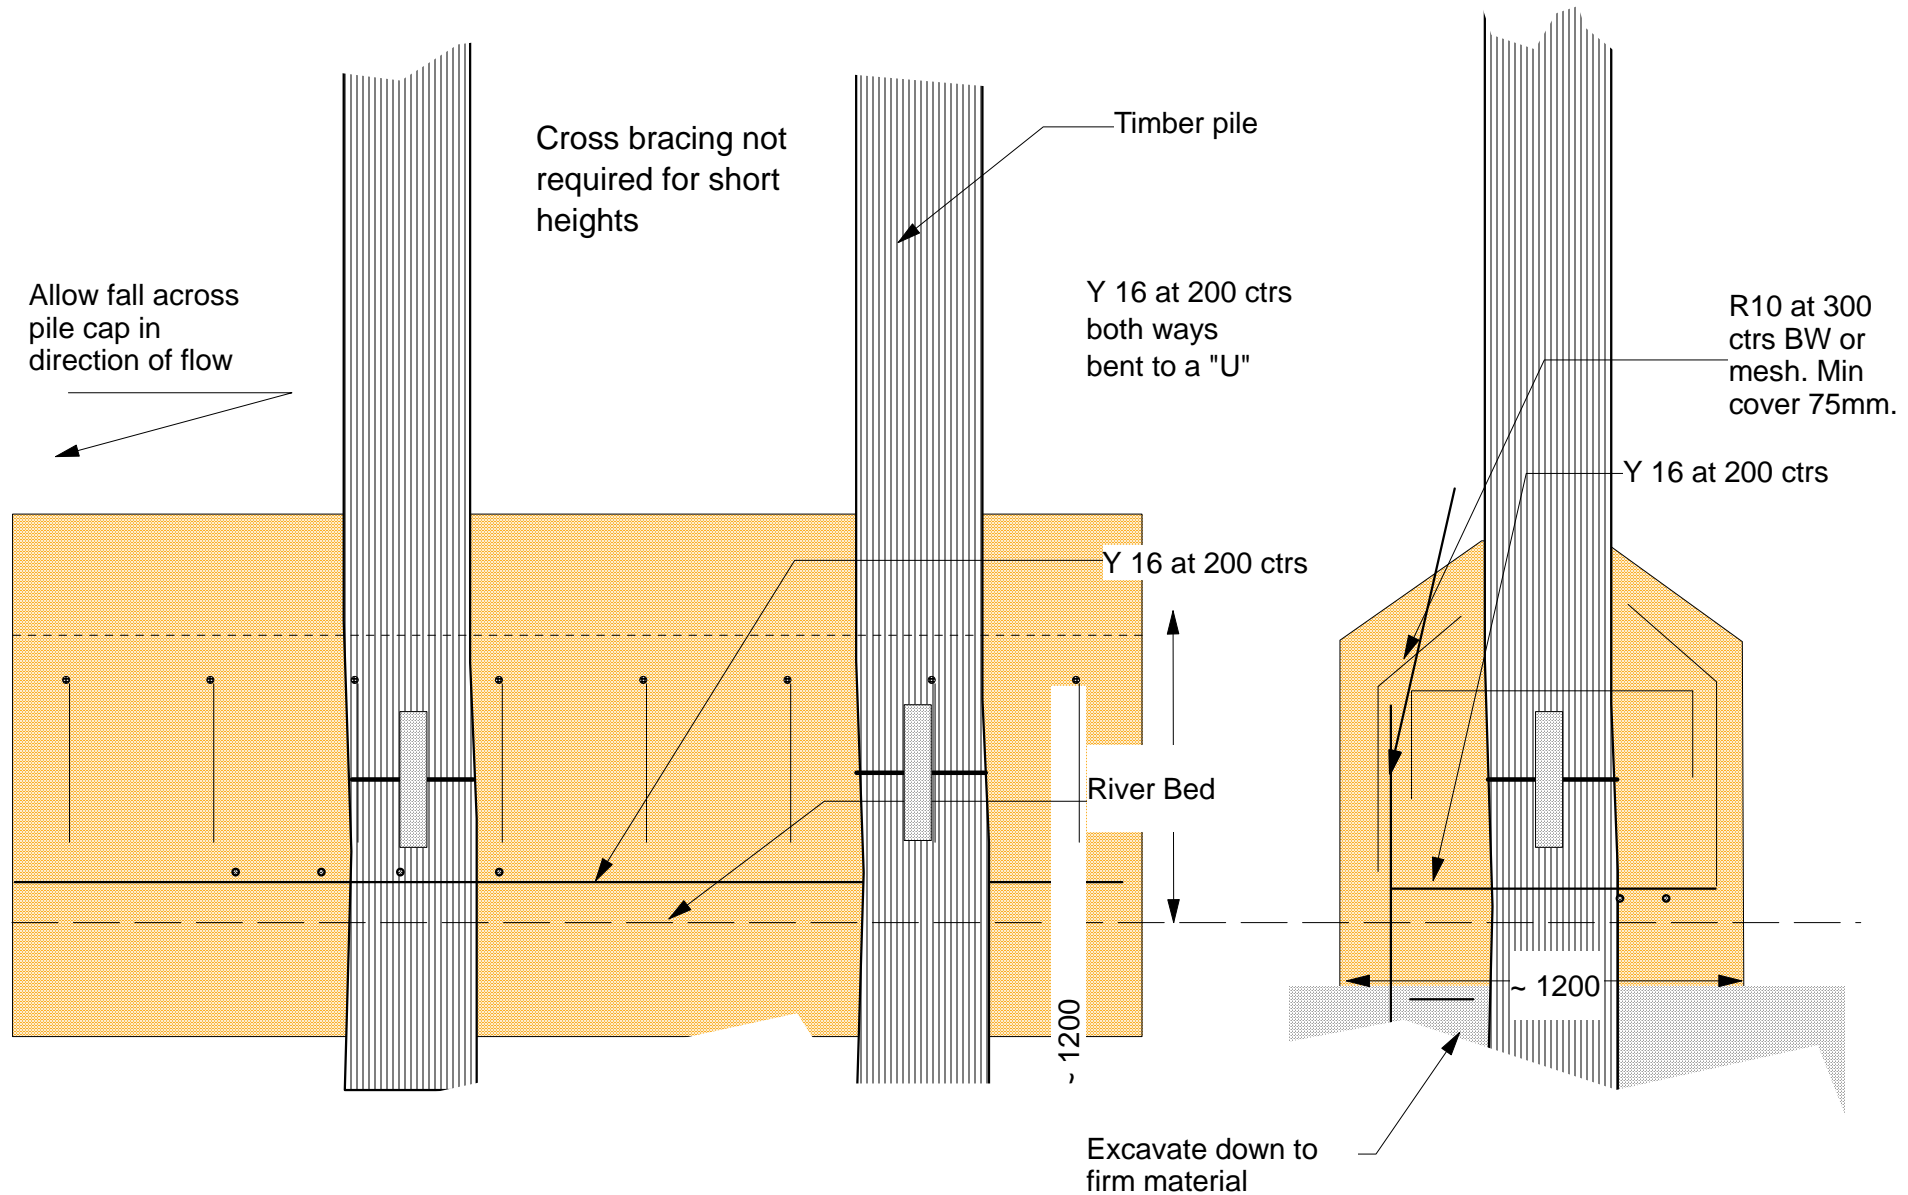 Cross bracing not
required for short
heights
Timber pile
Allow fall across
pile cap in
direction of flow
Y 16 at 200 ctrs
both ways
bent to a "U"
R10 at 300
ctrs BW or
mesh. Min
cover 75mm.
Y 16 at 200 ctrs
Y 16 at 200 ctrs
River Bed
~ 1200
~ 1200
Excavate down to
firm material